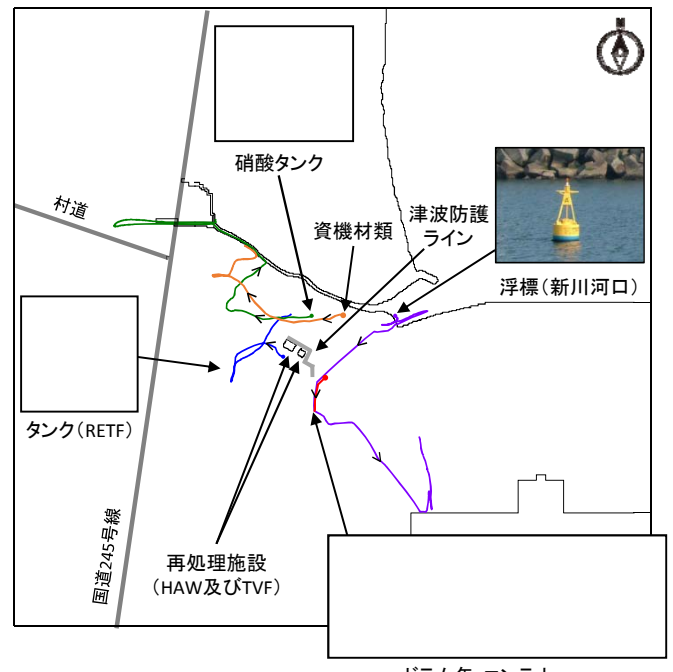 硝酸タンク
村道
資機材類
津波防護
ライン
浮標(新川河口)
タンク(RETF)
国道245号線
再処理施設
(HAW及びTVF)